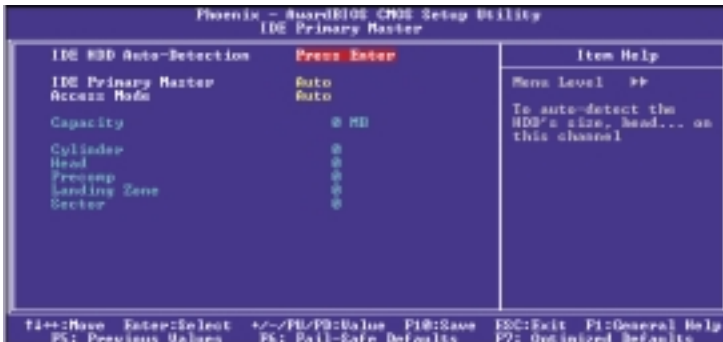 Phoenix - AwardBIOS CMOS Setup Utility
IDE Primary Master
IDE HDD Auto-Detection Press Enter
Item Help
IDE Primary Master Auto
Access Mode Auto
Menu Level ▸▸
To auto-detect the
HDD's size, head... on
this channel
Capacity 0 MB
Cylinder 0
Head 0
Precomp 0
Landing Zone 0
Sector 0
↑↓←→:Move Enter:Select +/-/PU/PD:Value F10:Save ESC:Exit F1:General Help
F5: Previous Values F6: Fail-Safe Defaults F7: Optimized Defaults